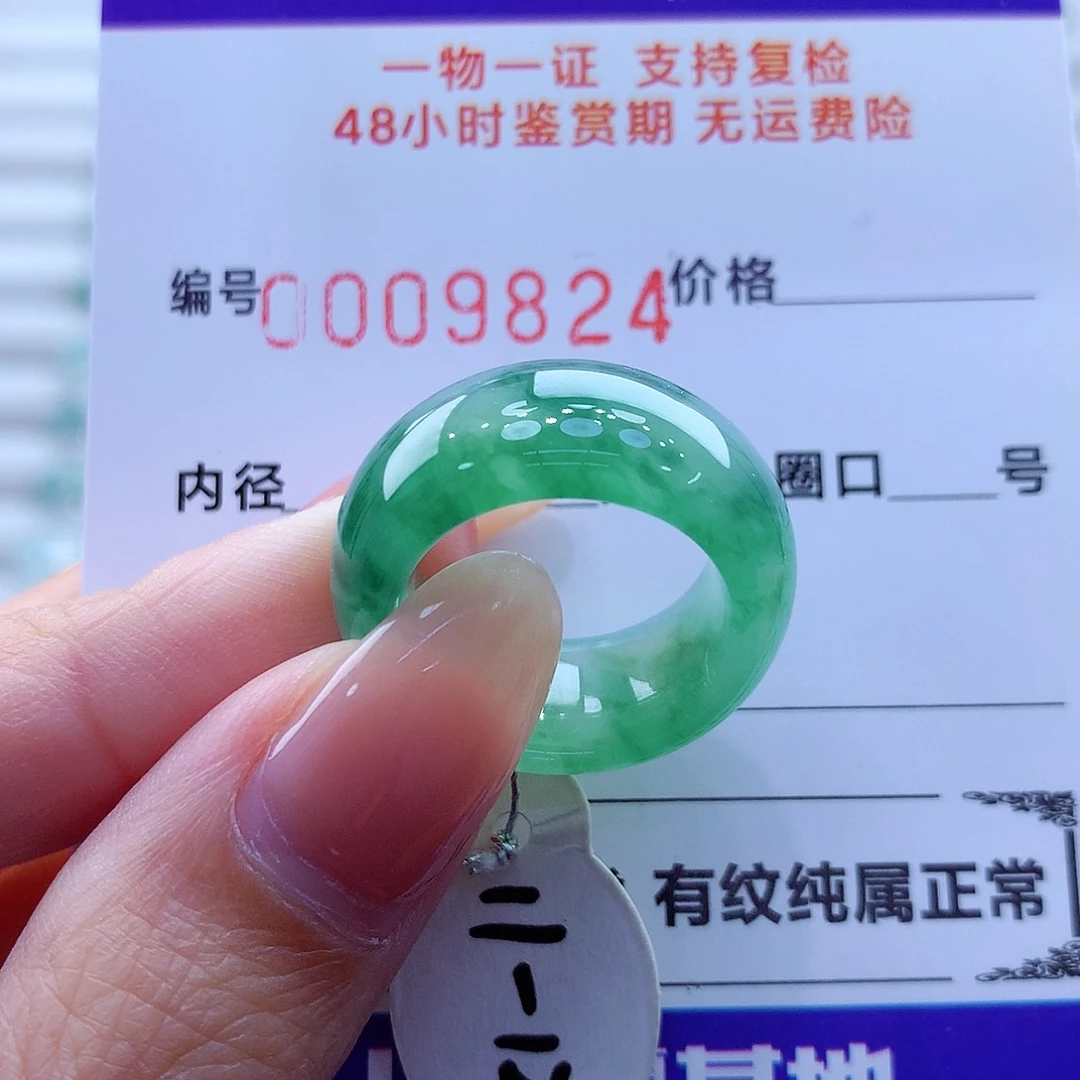 一物一证 支持复检
48小时鉴赏期 无运费险
编号0009824价格
内径 圈口 号
有纹纯属正常
基地